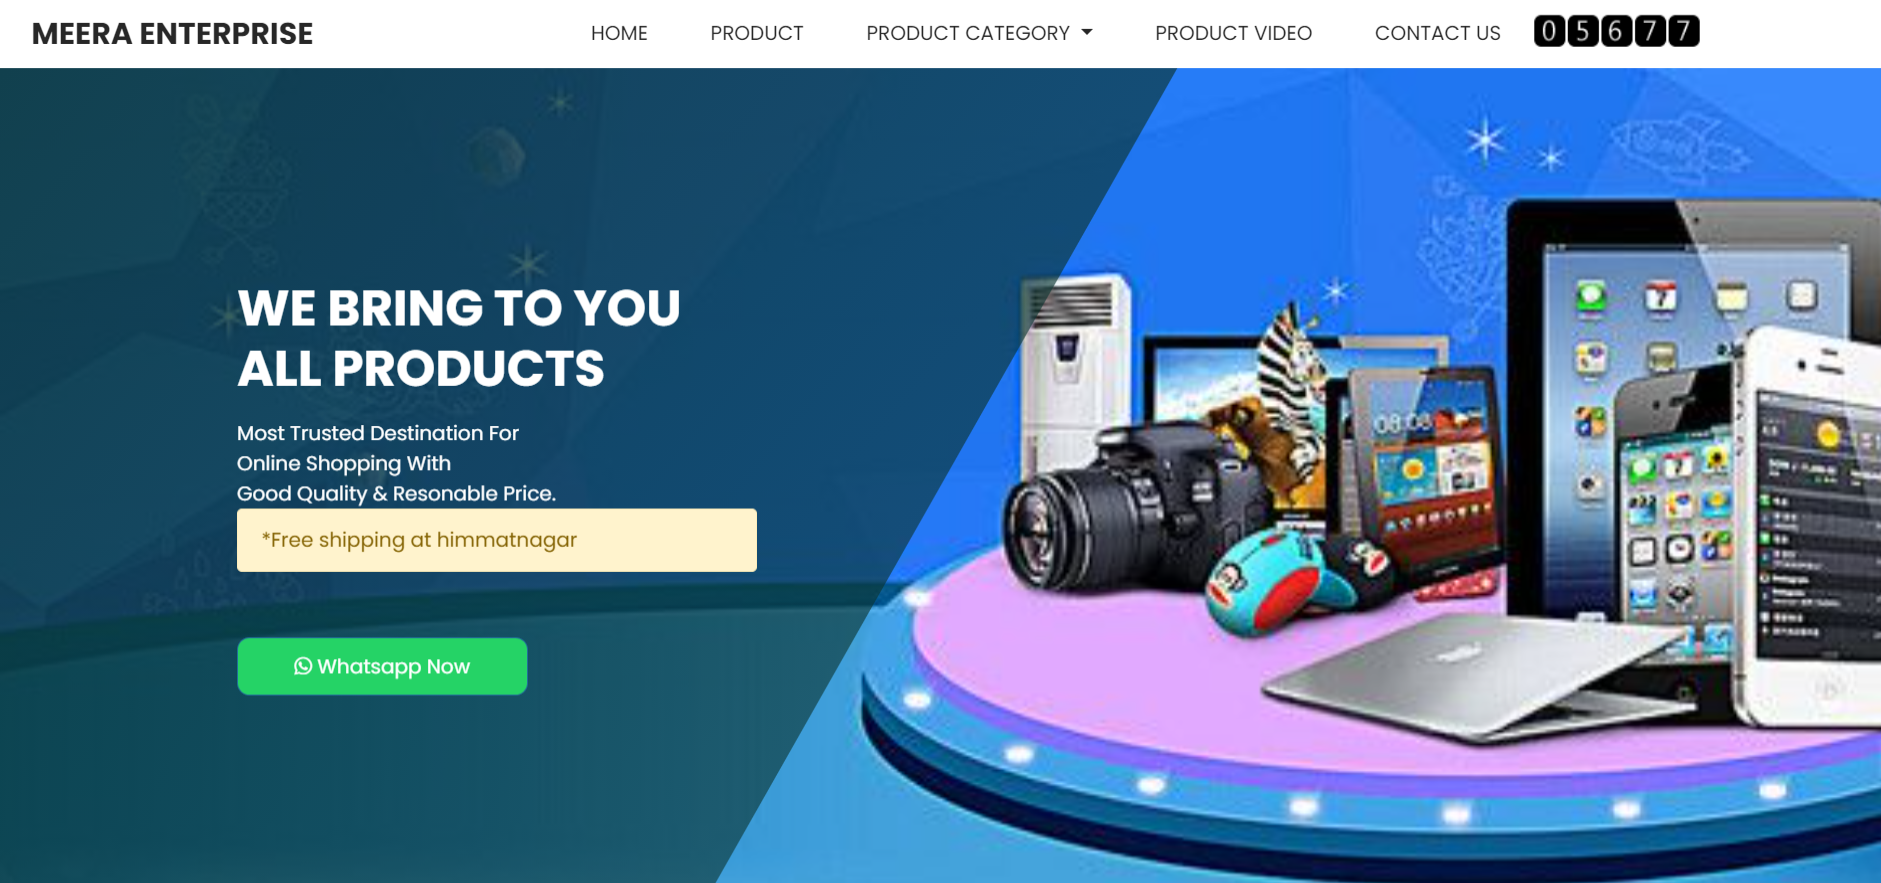 MEERA ENTERPRISE
HOME
PRODUCT
PRODUCT CATEGORY
PRODUCT VIDEO
CONTACT US
05677
WE BRING TO YOU
ALL PRODUCTS
Most Trusted Destination For
Online Shopping With
Good Quality & Resonable Price.
*Free shipping at himmatnagar
Whatsapp Now
08:08